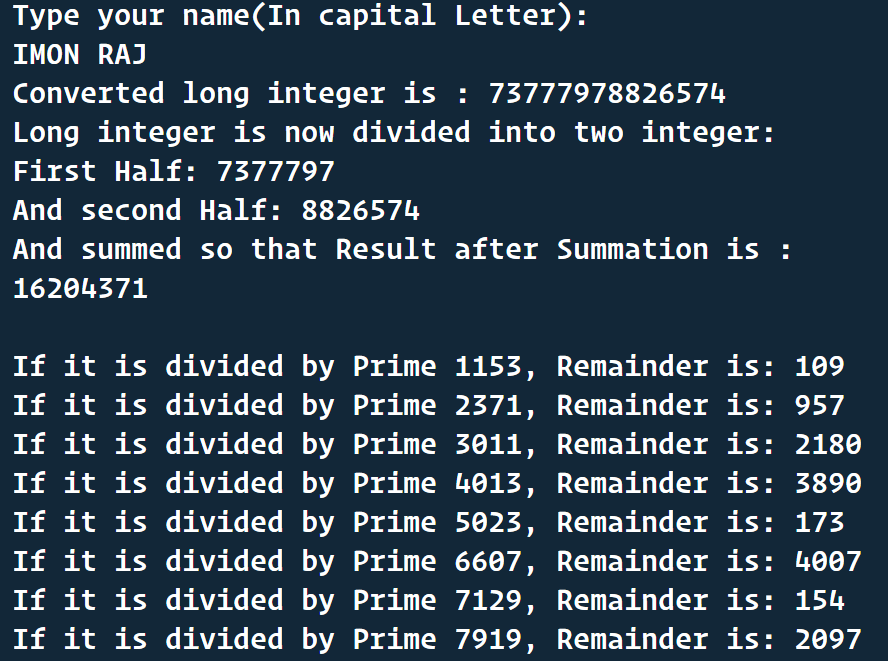 Type your name(In capital Letter):
IMON RAJ
Converted long integer is : 73777978826574
Long integer is now divided into two integer:
First Half: 7377797
And second Half: 8826574
And summed so that Result after Summation is :
16204371
If it is divided by Prime 1153, Remainder is: 109
If it is divided by Prime 2371, Remainder is: 957
If it is divided by Prime 3011, Remainder is: 2180
If it is divided by Prime 4013, Remainder is: 3890
If it is divided by Prime 5023, Remainder is: 173
If it is divided by Prime 6607, Remainder is: 4007
If it is divided by Prime 7129, Remainder is: 154
If it is divided by Prime 7919, Remainder is: 2097